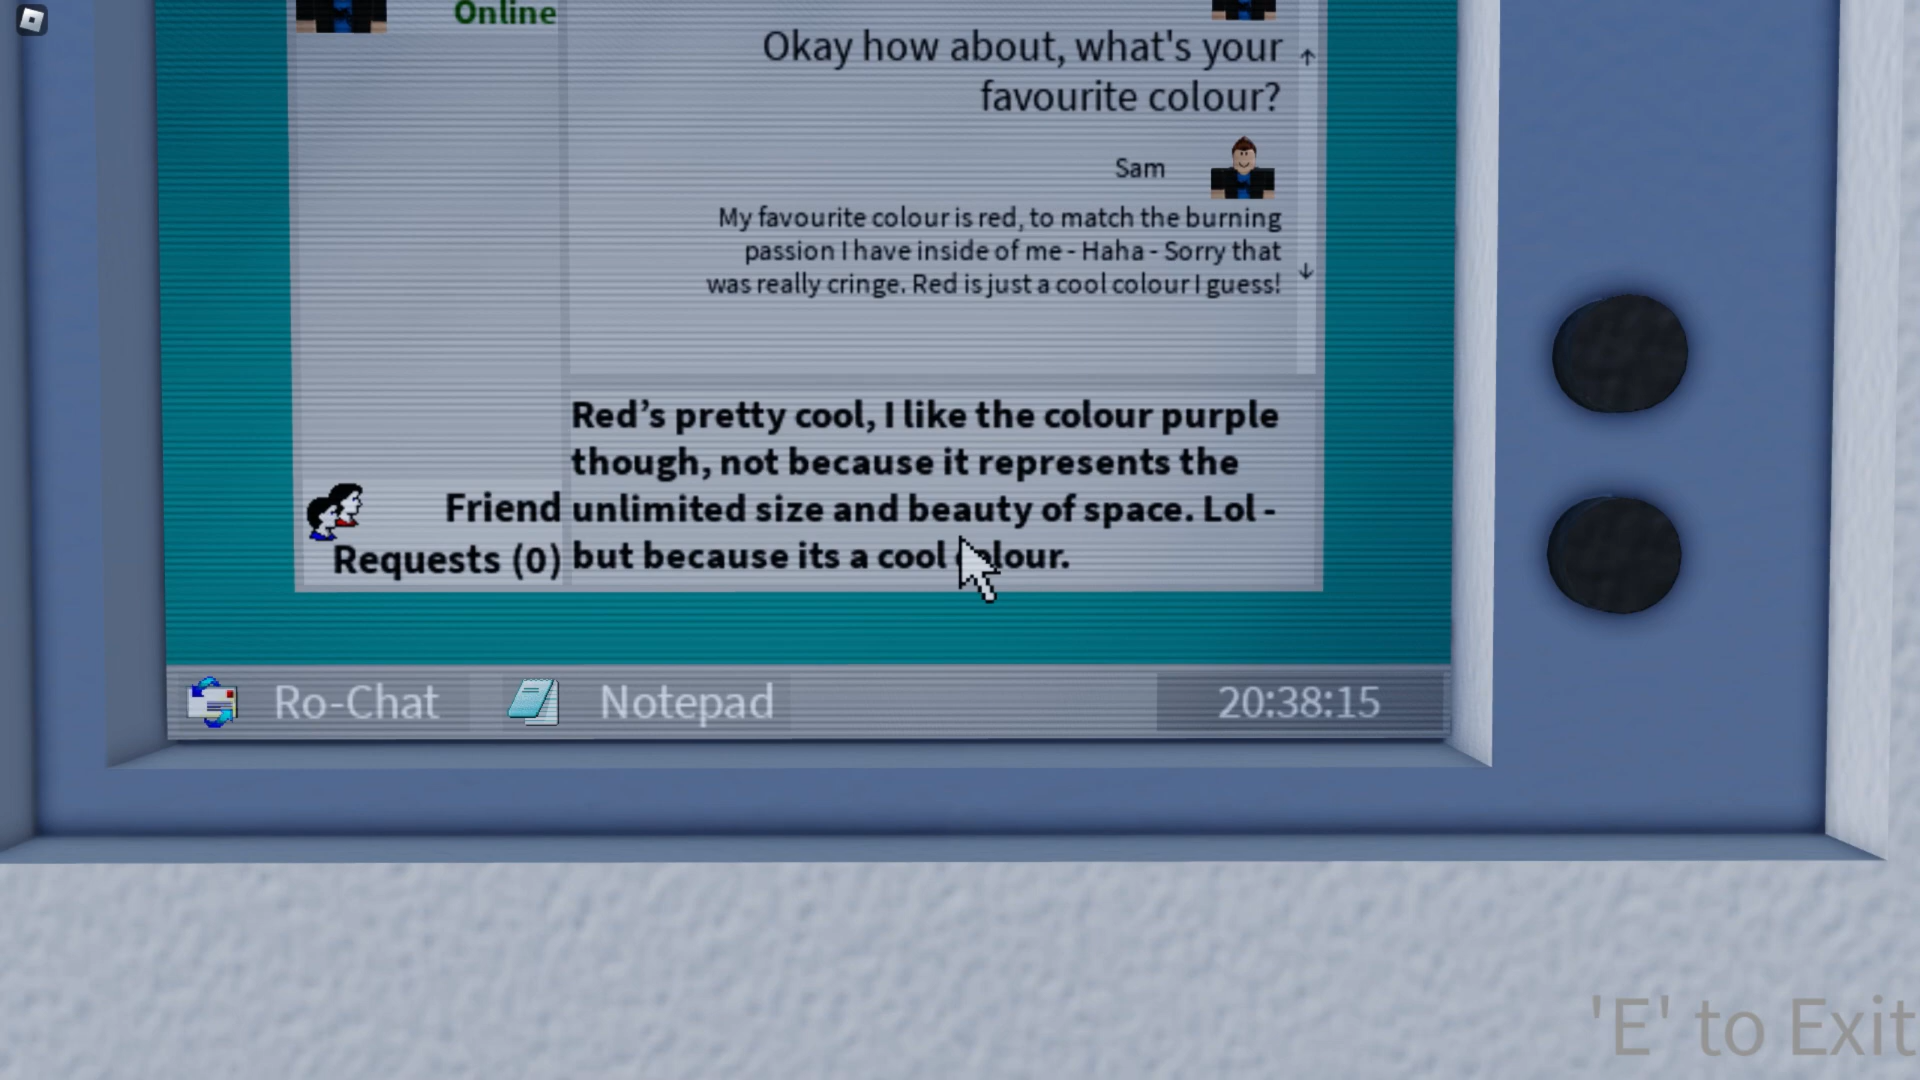 Online
Okay how about, what's your
favourite colour?
Sam
My favourite colour is red, to match the burning
passion I have inside of me - Haha - Sorry that
was really cringe. Red is just a cool colour I guess!
Red’s pretty cool, I like the colour purple
though, not because it represents the
unlimited size and beauty of space. Lol -
but because its a cool colour.
Friend
Requests (0)
Ro-Chat
Notepad
20:38:15
'E' to Exit